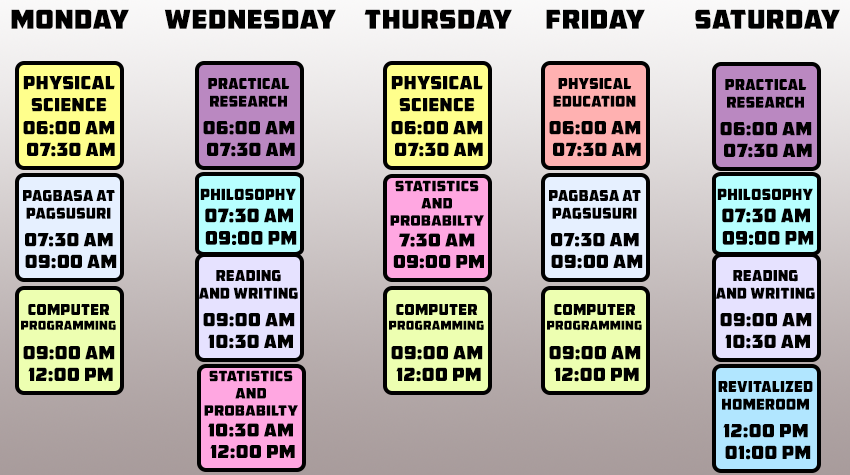 MONDAY
PHYSICAL
SCIENCE
06:00 AM
07:30 AM
PAGBASA AT
PAGSUSURI
07:30 AM
09:00 AM
COMPUTER
PROGRAMMING
09:00 AM
12:00 PM
WEDNESDAY
PRACTICAL
RESEARCH
06:00 AM
07:30 AM
PHILOSOPHY
07:30 AM
09:00 PM
READING
AND WRITING
09:00 AM
10:30 AM
STATISTICS
AND
PROBABILTY
10:30 AM
12:00 PM
THURSDAY
PHYSICAL
SCIENCE
06:00 AM
07:30 AM
STATISTICS
AND
PROBABILTY
7:30 AM
09:00 PM
COMPUTER
PROGRAMMING
09:00 AM
12:00 PM
FRIDAY
PHYSICAL
EDUCATION
06:00 AM
07:30 AM
PAGBASA AT
PAGSUSURI
07:30 AM
09:00 AM
COMPUTER
PROGRAMMING
09:00 AM
12:00 PM
SATURDAY
PRACTICAL
RESEARCH
06:00 AM
07:30 AM
PHILOSOPHY
07:30 AM
09:00 PM
READING
AND WRITING
09:00 AM
10:30 AM
REVITALIZED
HOMEROOM
12:00 PM
01:00 PM